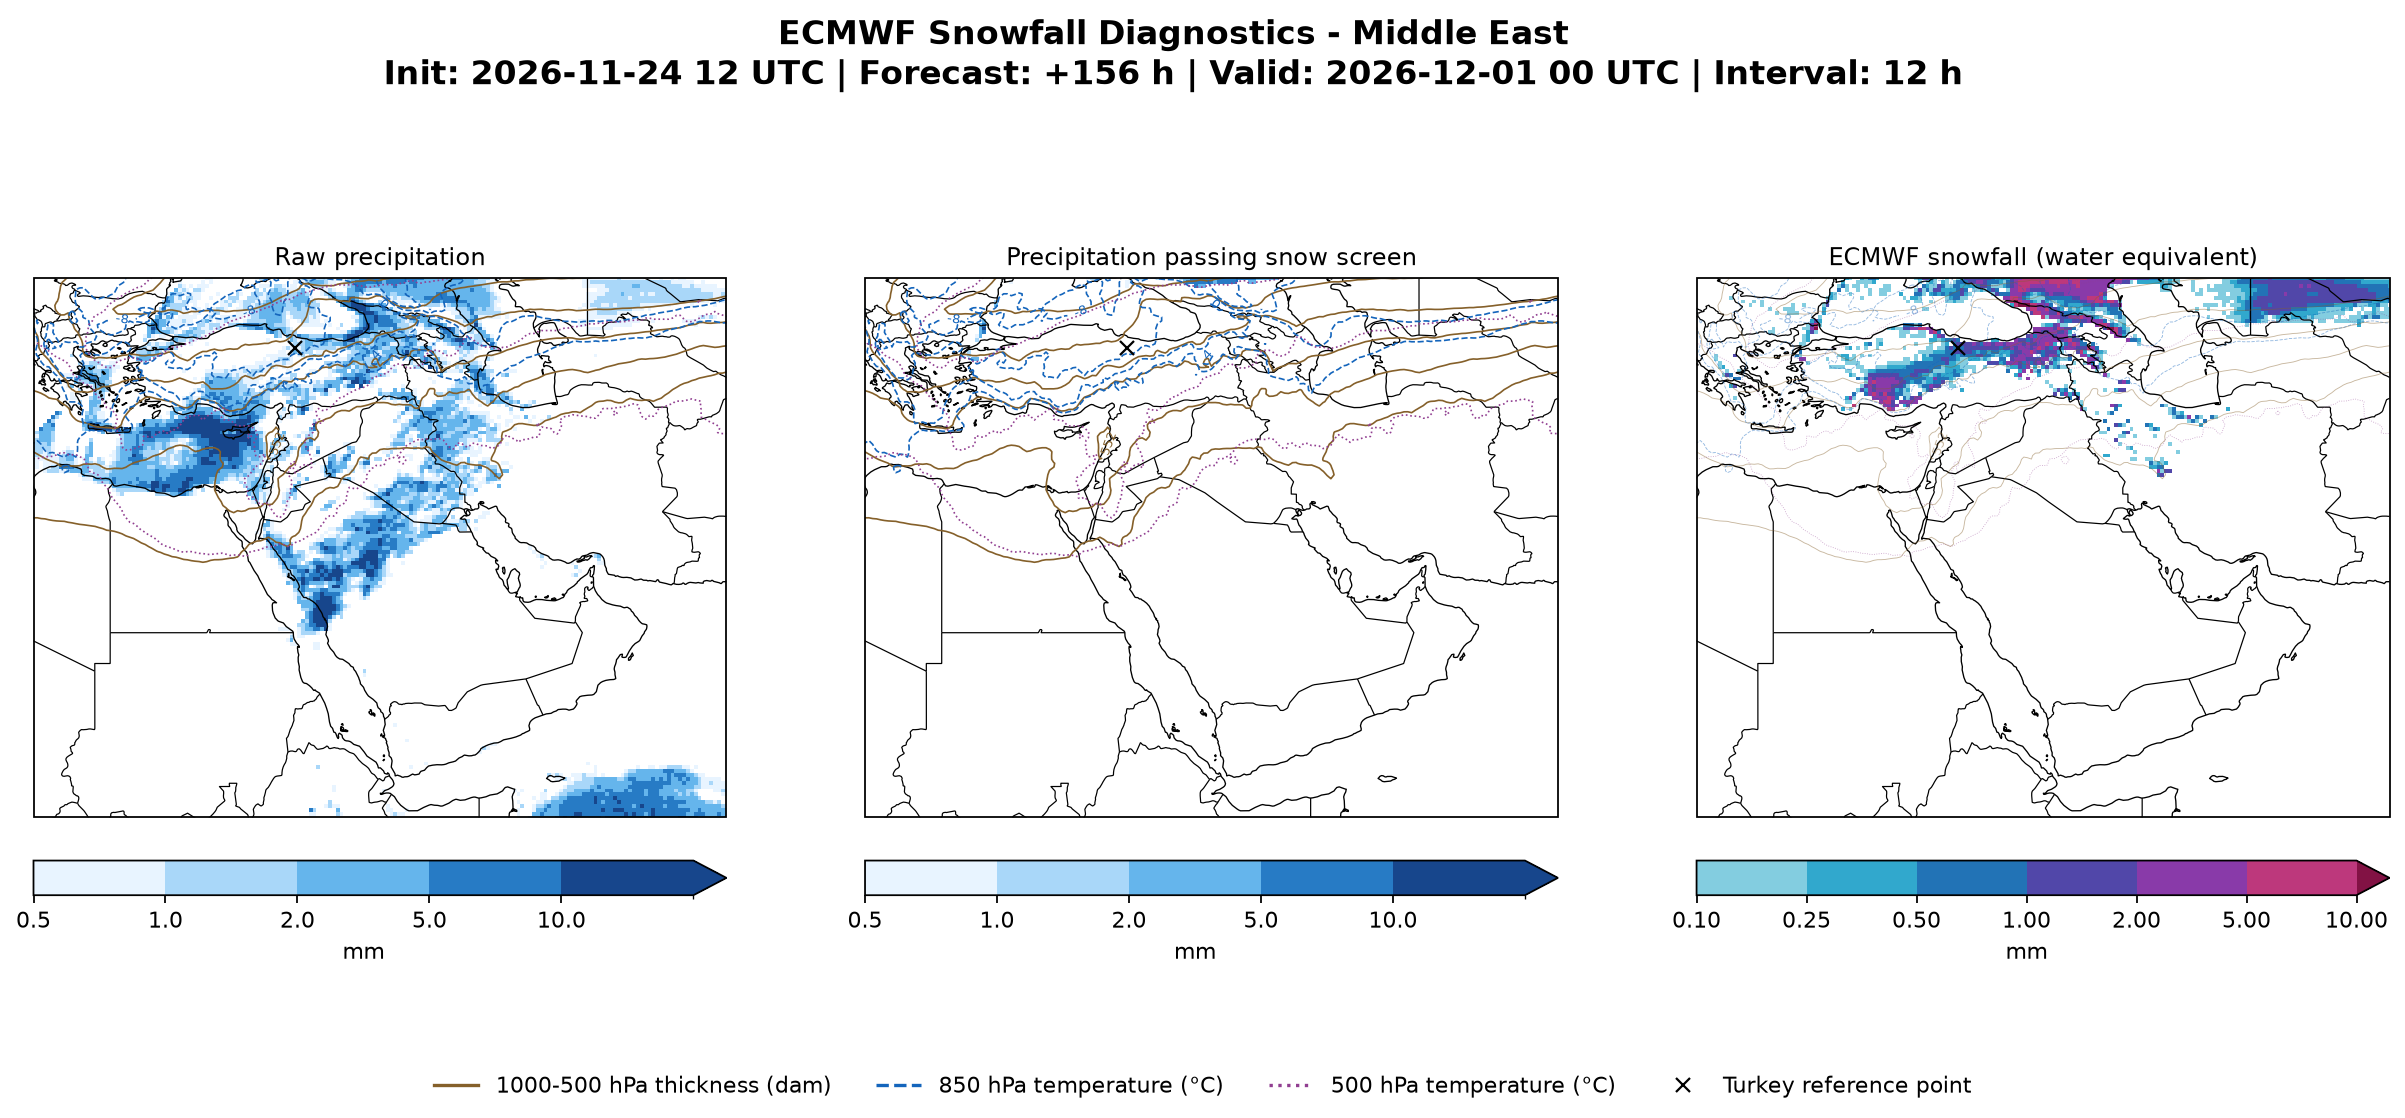 ECMWF Snowfall Diagnostics - Middle East
Init: 2026-11-24 12 UTC | Forecast: +156 h | Valid: 2026-12-01 00 UTC | Interval: 12 h
Raw precipitation
Precipitation passing snow screen
ECMWF snowfall (water equivalent)
0.5 1.0 2.0 5.0 10.0
mm
0.5 1.0 2.0 5.0 10.0
mm
0.10 0.25 0.50 1.00 2.00 5.00 10.00
mm
1000-500 hPa thickness (dam)
850 hPa temperature (°C)
500 hPa temperature (°C)
Turkey reference point